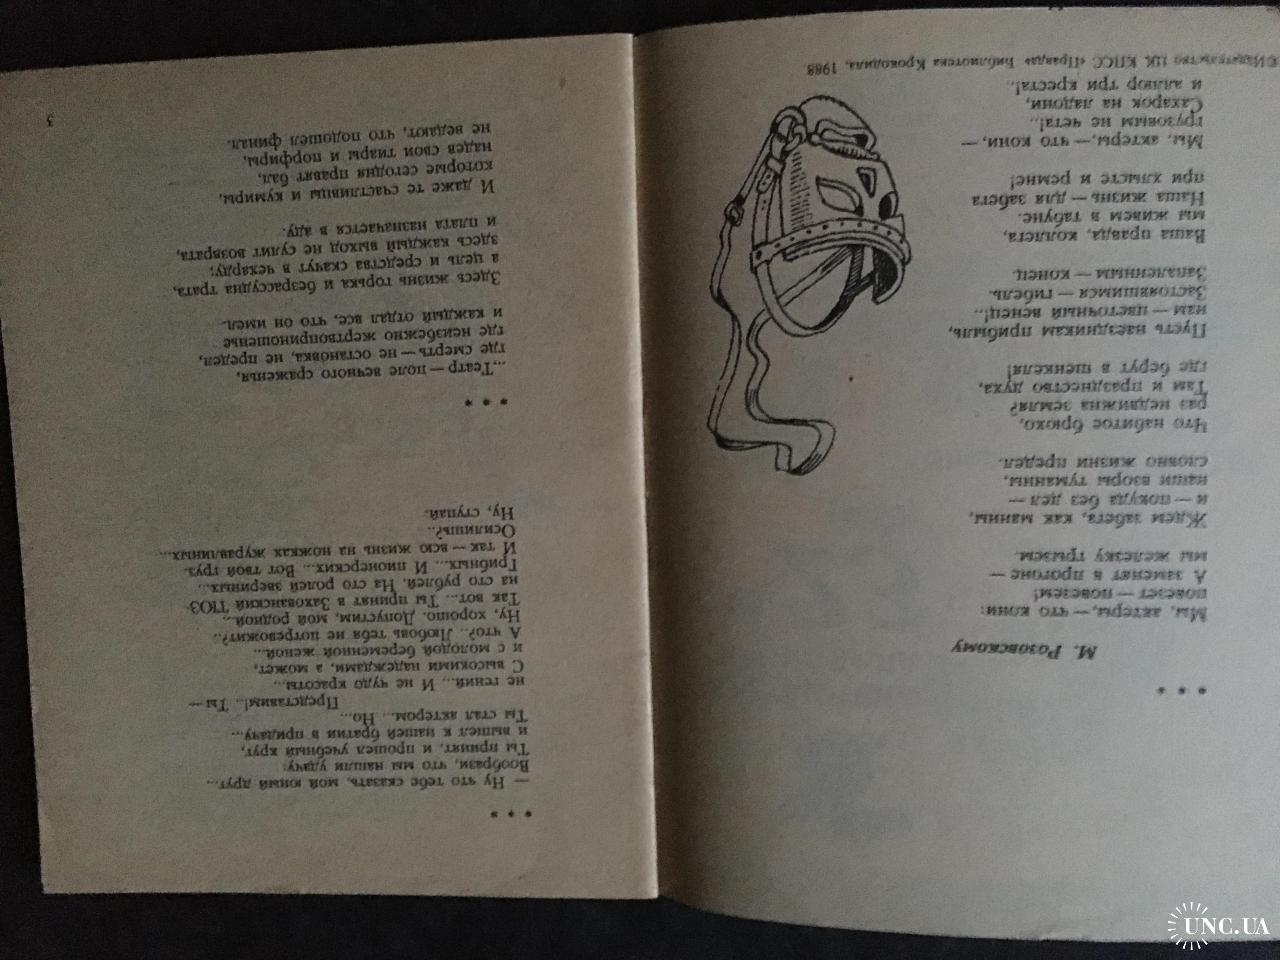 * * *
М. Розовскому
Мы, актеры,— что кони:
повезет — повезем!
А заменят в прогоне —
мы железку грызем.
Ждем забега, как манны,
и — покуда без дел —
наши взоры туманны,
словно жизни предел.
Что набитое брюхо,
раз недвижна земля?
Там и празднество духа,
где берут в шенкеля!
Пусть наездникам прибыль,
нам — цветочный венец!..
Застоявшимся — гибель.
Запаленным — конец.
Ваша правда, коллега,
мы живем в табуне.
Наша жизнь — для забега
при хлысте и ремне!
Мы, актеры,— что кони,—
грузовым не чета!..
Сахарок на ладони,
и аллюр три креста!..
©Издательство ЦК КПСС «Правда» Библиотека Крокодила, 1988.
* * *
— Ну что тебе сказать, мой юный друг...
Вообрази, что мы нашли удачу:
Ты принят, и прошел учебный круг,
и вышел к нашей братии в придачу...
Ты стал актером... Но...
Представим!.. Ты —
не гений... И не чудо красоты...
С высокими надеждами, а может,
и с молодой беременной женой...
А что?.. Любовь тебя не потревожит?..
Ну, хорошо. Допустим, мой родной...
Так вот... Ты принят в Захованский ТЮЗ
на сто рублей. На сто ролей звериных...
Грибных... И пионерских... Вот твой груз.
И так — всю жизнь на ножках журавлиных...
Осилишь?..
Ну, ступай.
* * *
...Театр — поле вечного сраженья,
где смерть — не остановка, не предел,
где неизбежно жертвоприношенье
и каждый отдал все, что он имел.
Здесь жизнь горька и безрассудна трата,
а цель и средства скачут в чехарду;
здесь каждый выход не сулит возврата,
и плата назначается в аду.
И даже те счастливцы и кумиры,
которые сегодня правят бал,
надев свои тиары и порфиры,
не ведают, что подошел финал.
3
UNC.UA